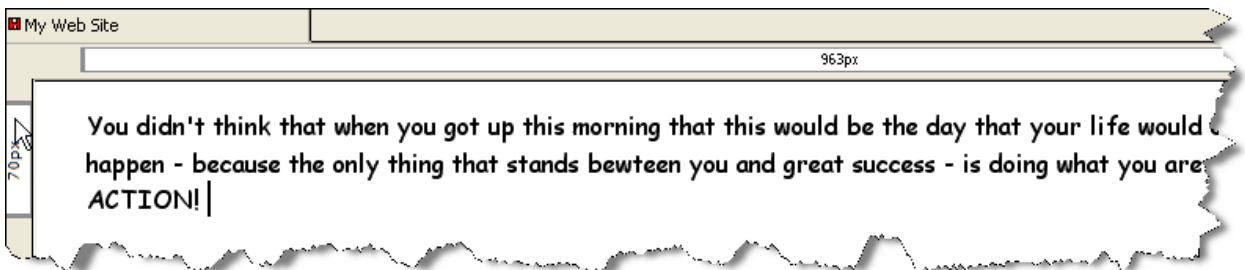 My Web Site
963px
70px
You didn't think that when you got up this morning that this would be the day that your life would
happen - because the only thing that stands bewteen you and great success - is doing what you are
ACTION!